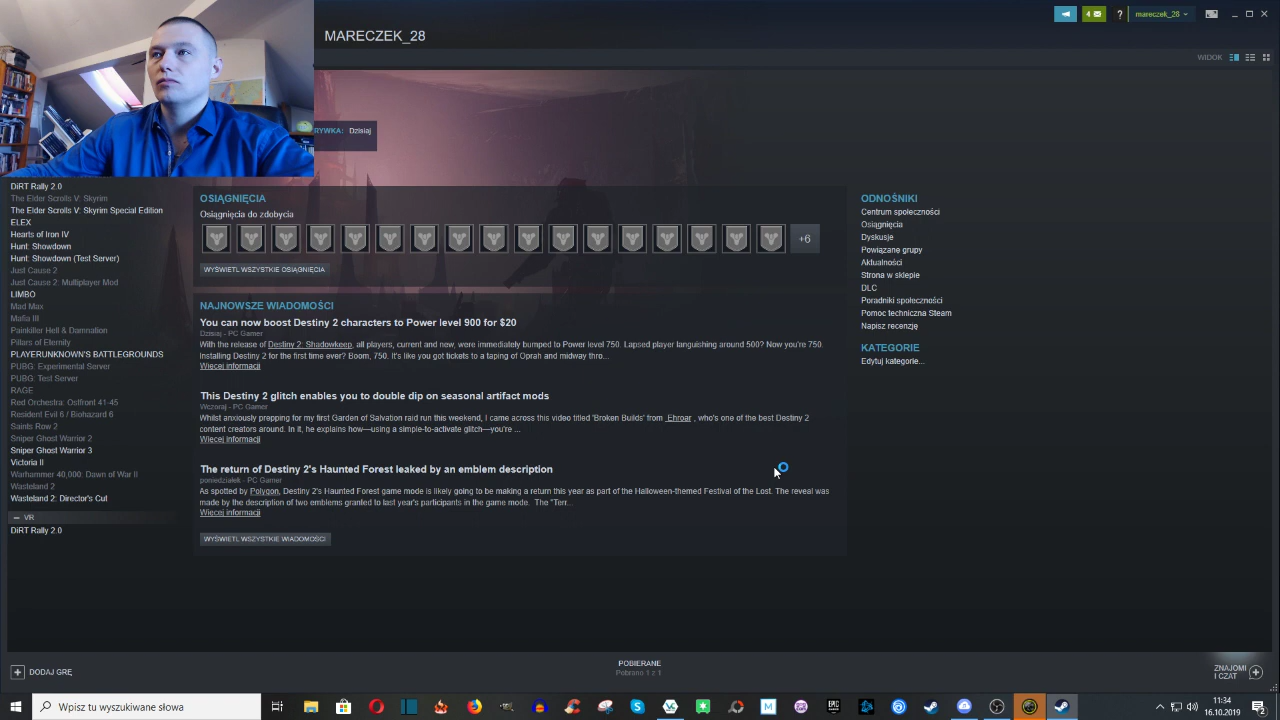 MARECZEK_28
4
?
mareczek_28
WIDOK
RYWKA: Dzisiaj
DiRT Rally 2.0
The Elder Scrolls V: Skyrim
The Elder Scrolls V: Skyrim Special Edition
ELEX
Hearts of Iron IV
Hunt: Showdown
Hunt: Showdown (Test Server)
Just Cause 2
Just Cause 2: Multiplayer Mod
LIMBO
Mad Max
Mafia III
Painkiller Hell & Damnation
Pillars of Eternity
PLAYERUNKNOWN'S BATTLEGROUNDS
PUBG: Experimental Server
PUBG: Test Server
RAGE
Red Orchestra: Ostfront 41-45
Resident Evil 6 / Biohazard 6
Saints Row 2
Sniper Ghost Warrior 2
Sniper Ghost Warrior 3
Victoria II
Warhammer 40,000: Dawn of War II
Wasteland 2
Wasteland 2: Director's Cut
VR
DiRT Rally 2.0
OSIĄGNIĘCIA
Osiągnięcia do zdobycia
+6
WYŚWIETL WSZYSTKIE OSIĄGNIĘCIA
NAJNOWSZE WIADOMOŚCI
You can now boost Destiny 2 characters to Power level 900 for $20
Dzisiaj - PC Gamer
With the release of Destiny 2: Shadowkeep, all players, current and new, were immediately bumped to Power level 750. Lapsed player languishing around 500? Now you're 750.
Installing Destiny 2 for the first time ever? Boom, 750. It's like you got tickets to a taping of Oprah and midway thro...
Więcej informacji
This Destiny 2 glitch enables you to double dip on seasonal artifact mods
Wczoraj - PC Gamer
Whilst anxiously prepping for my first Garden of Salvation raid run this weekend, I came across this video titled 'Broken Builds' from Ehroar , who's one of the best Destiny 2
content creators around. In it, he explains how—using a simple-to-activate glitch—you're ...
Więcej informacji
The return of Destiny 2's Haunted Forest leaked by an emblem description
poniedziałek - PC Gamer
As spotted by Polygon, Destiny 2's Haunted Forest game mode is likely going to be making a return this year as part of the Halloween-themed Festival of the Lost. The reveal was
made by the description of two emblems granted to last year's participants in the game mode. The "Terr...
Więcej informacji
WYŚWIETL WSZYSTKIE WIADOMOŚCI
ODNOŚNIKI
Centrum społeczności
Osiągnięcia
Dyskusje
Powiązane grupy
Aktualności
Strona w sklepie
DLC
Poradniki społeczności
Pomoc techniczna Steam
Napisz recenzję
KATEGORIE
Edytuj kategorie...
DODAJ GRĘ
POBIERANE
Pobrano 1 z 1
ZNAJOMI
I CZAT
Wpisz tu wyszukiwane słowa
EPIC
11:34
16.10.2019